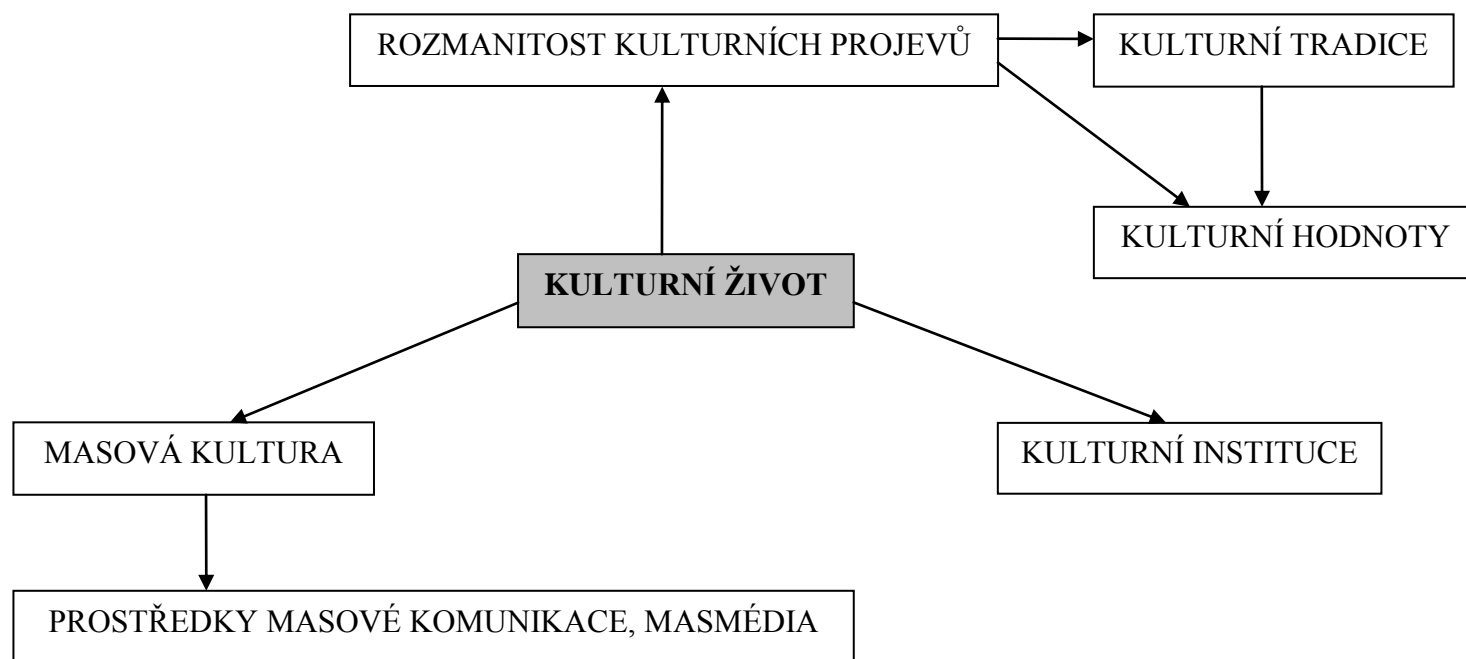 ROZMANITOST KULTURNÍCH PROJEVŮ
KULTURNÍ TRADICE
KULTURNÍ HODNOTY
KULTURNÍ ŽIVOT
MASOVÁ KULTURA
KULTURNÍ INSTITUCE
PROSTŘEDKY MASOVÉ KOMUNIKACE, MASMÉDIA